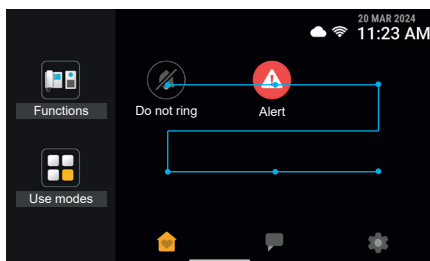 20 MAR 2024
11:23 AM
Functions
Do not ring
Alert
Use modes